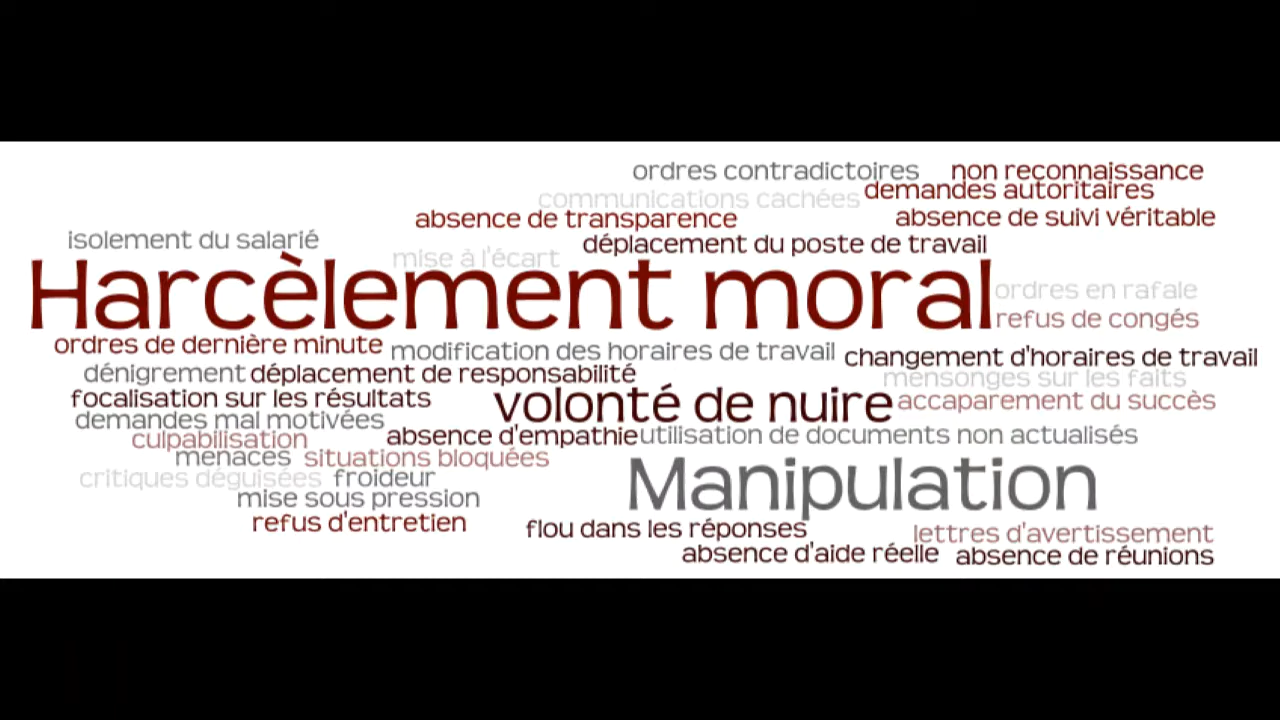 ordres contradictoires non reconnaissance
communications cachées demandes autoritaires
absence de transparence absence de suivi véritable
isolement du salarié déplacement du poste de travail
mise à l'écart
Harcèlement moral ordres en rafale
refus de congés
ordres de dernière minute modification des horaires de travail changement d'horaires de travail
dénigrement déplacement de responsabilité mensonges sur les faits
focalisation sur les résultats volonté de nuire accaparement du succès
demandes mal motivées
culpabilisation absence d'empathie utilisation de documents non actualisés
menaces situations bloquées
critiques déguisées froideur Manipulation
mise sous pression
refus d'entretien flou dans les réponses lettres d'avertissement
absence d'aide réelle absence de réunions